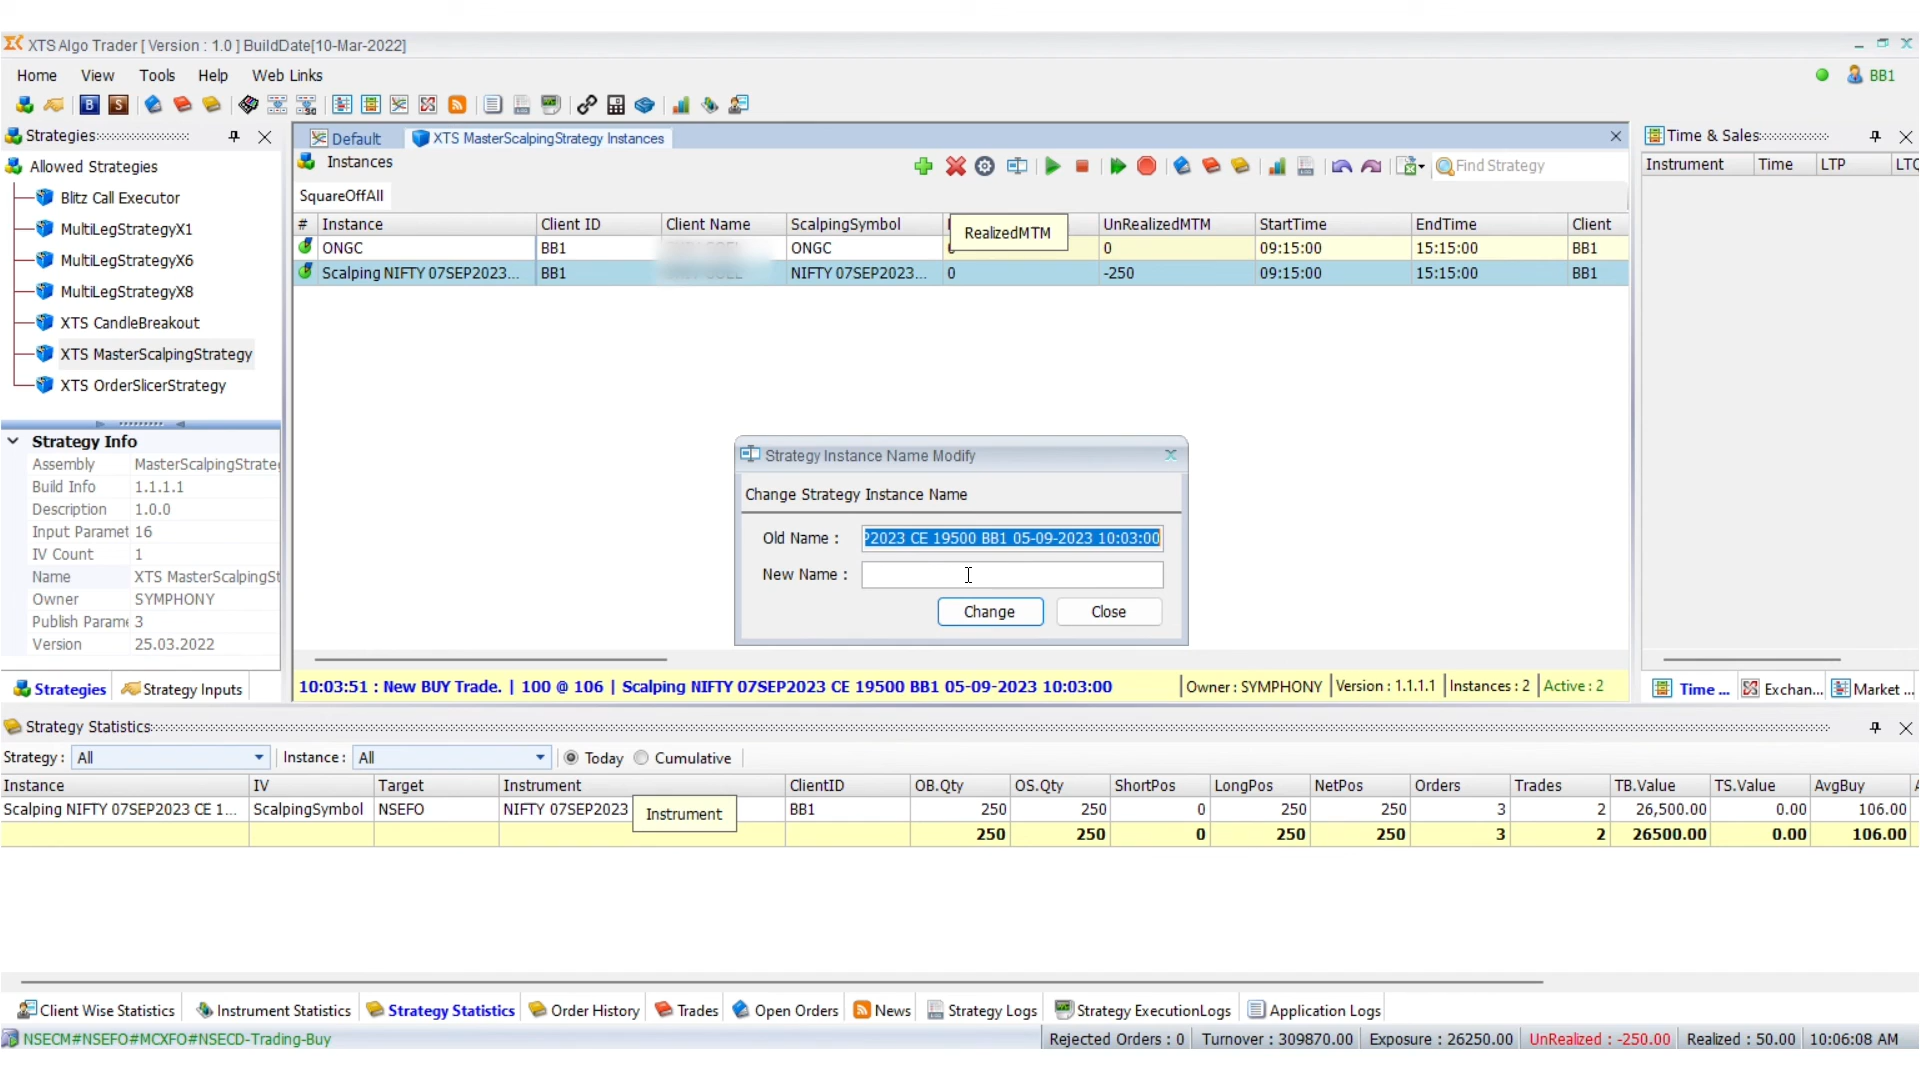 XTS Algo Trader [ Version : 1.0 ] BuildDate[10-Mar-2022]
Home View Tools Help Web Links BB1
Strategies
Allowed Strategies
Blitz Call Executor
MultiLegStrategyX1
MultiLegStrategyX6
MultiLegStrategyX8
XTS CandleBreakout
XTS MasterScalpingStrategy
XTS OrderSlicerStrategy
Strategy Info
Assembly MasterScalpingStrate
Build Info 1.1.1.1
Description 1.0.0
Input Paramet 16
IV Count 1
Name XTS MasterScalpingSt
Owner SYMPHONY
Publish Parame 3
Version 25.03.2022
Strategies Strategy Inputs
Default XTS MasterScalpingStrategy Instances
Instances Find Strategy
SquareOffAll
# Instance Client ID Client Name ScalpingSymbol RealizedMTM UnRealizedMTM StartTime EndTime Client
ONGC BB1 ONGC 0 09:15:00 15:15:00 BB1
Scalping NIFTY 07SEP2023... BB1 NIFTY 07SEP2023... 0 -250 09:15:00 15:15:00 BB1
Strategy Instance Name Modify
Change Strategy Instance Name
Old Name : P2023 CE 19500 BB1 05-09-2023 10:03:00
New Name :
Change Close
10:03:51 : New BUY Trade. | 100 @ 106 | Scalping NIFTY 07SEP2023 CE 19500 BB1 05-09-2023 10:03:00 Owner : SYMPHONY Version : 1.1.1.1 Instances : 2 Active : 2
Time & Sales
Instrument Time LTP LTQ
Time ... Exchan... Market ...
Strategy Statistics
Strategy : All Instance : All Today Cumulative
Instance IV Target Instrument ClientID OB.Qty OS.Qty ShortPos LongPos NetPos Orders Trades TB.Value TS.Value AvgBuy
Scalping NIFTY 07SEP2023 CE 1... ScalpingSymbol NSEFO NIFTY 07SEP2023 Instrument BB1 250 250 0 250 250 3 2 26,500.00 0.00 106.00
250 250 0 250 250 3 2 26500.00 0.00 106.00
Client Wise Statistics Instrument Statistics Strategy Statistics Order History Trades Open Orders News Strategy Logs Strategy ExecutionLogs Application Logs
NSECM#NSEFO#MCXFO#NSECD-Trading-Buy Rejected Orders : 0 Turnover : 309870.00 Exposure : 26250.00 UnRealized : -250.00 Realized : 50.00 10:06:08 AM